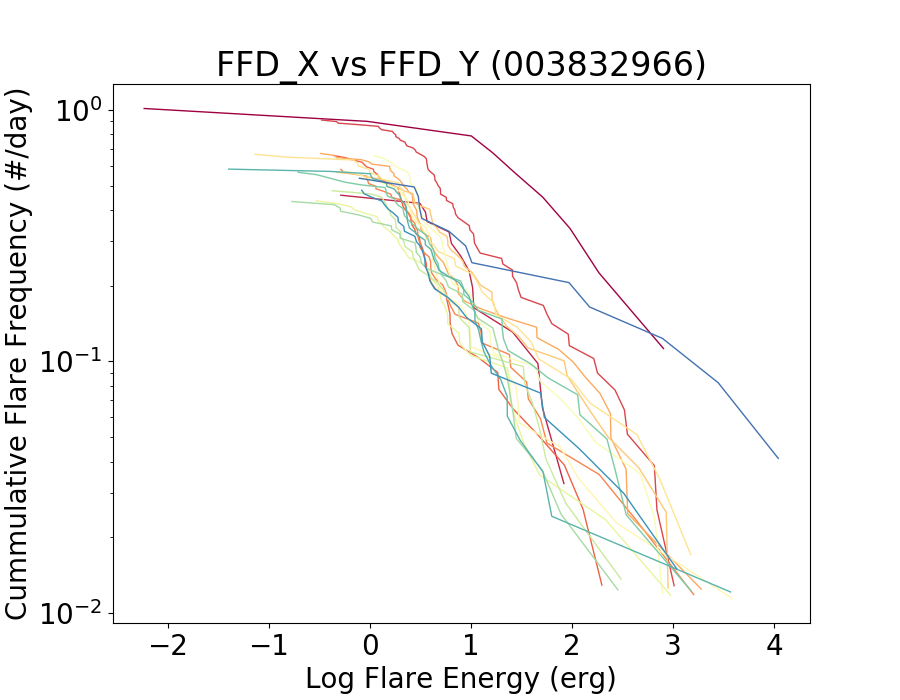 FFD_X vs FFD_Y (003832966)
Cummulative Flare Frequency (#/day)
10⁰
10⁻¹
10⁻²
−2 −1 0 1 2 3 4
Log Flare Energy (erg)